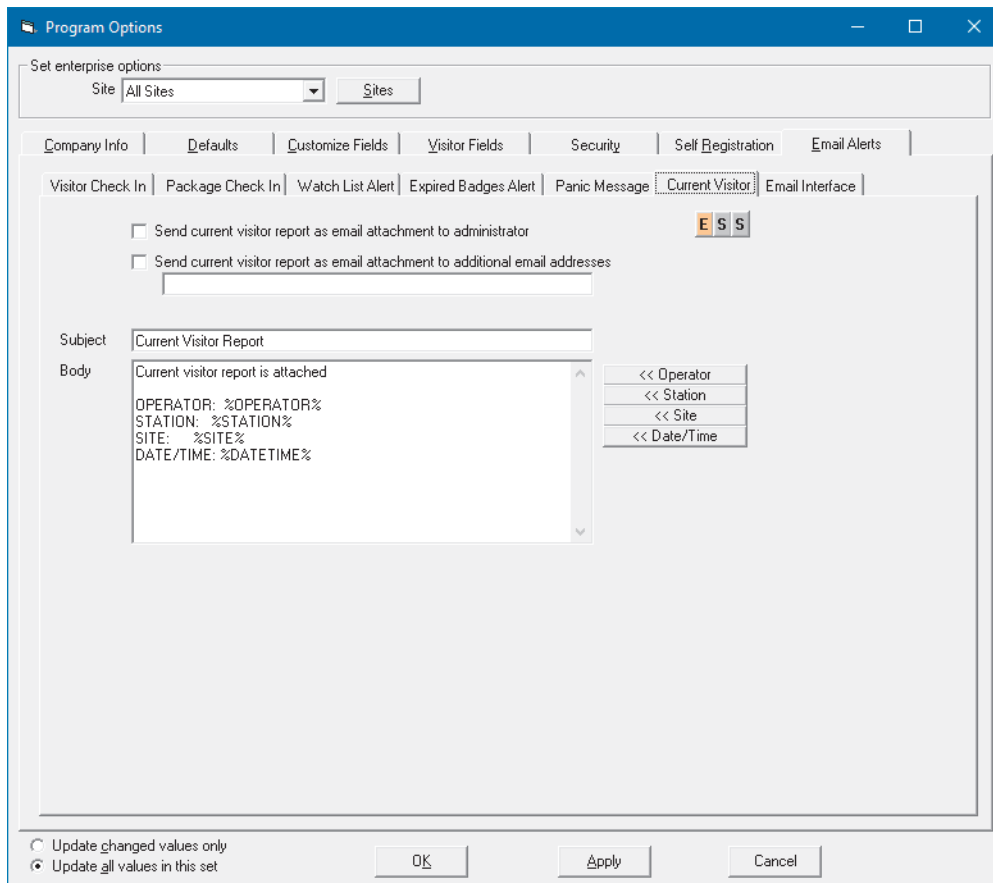 Program Options
Set enterprise options
Site All Sites Sites
Company Info Defaults Customize Fields Visitor Fields Security Self Registration Email Alerts
Visitor Check In Package Check In Watch List Alert Expired Badges Alert Panic Message Current Visitor Email Interface
Send current visitor report as email attachment to administrator E S S
Send current visitor report as email attachment to additional email addresses
Subject Current Visitor Report
Body Current visitor report is attached << Operator
OPERATOR: %OPERATOR% << Station
STATION: %STATION% << Site
SITE: %SITE% << Date/Time
DATE/TIME: %DATETIME%
Update changed values only
Update all values in this set OK Apply Cancel